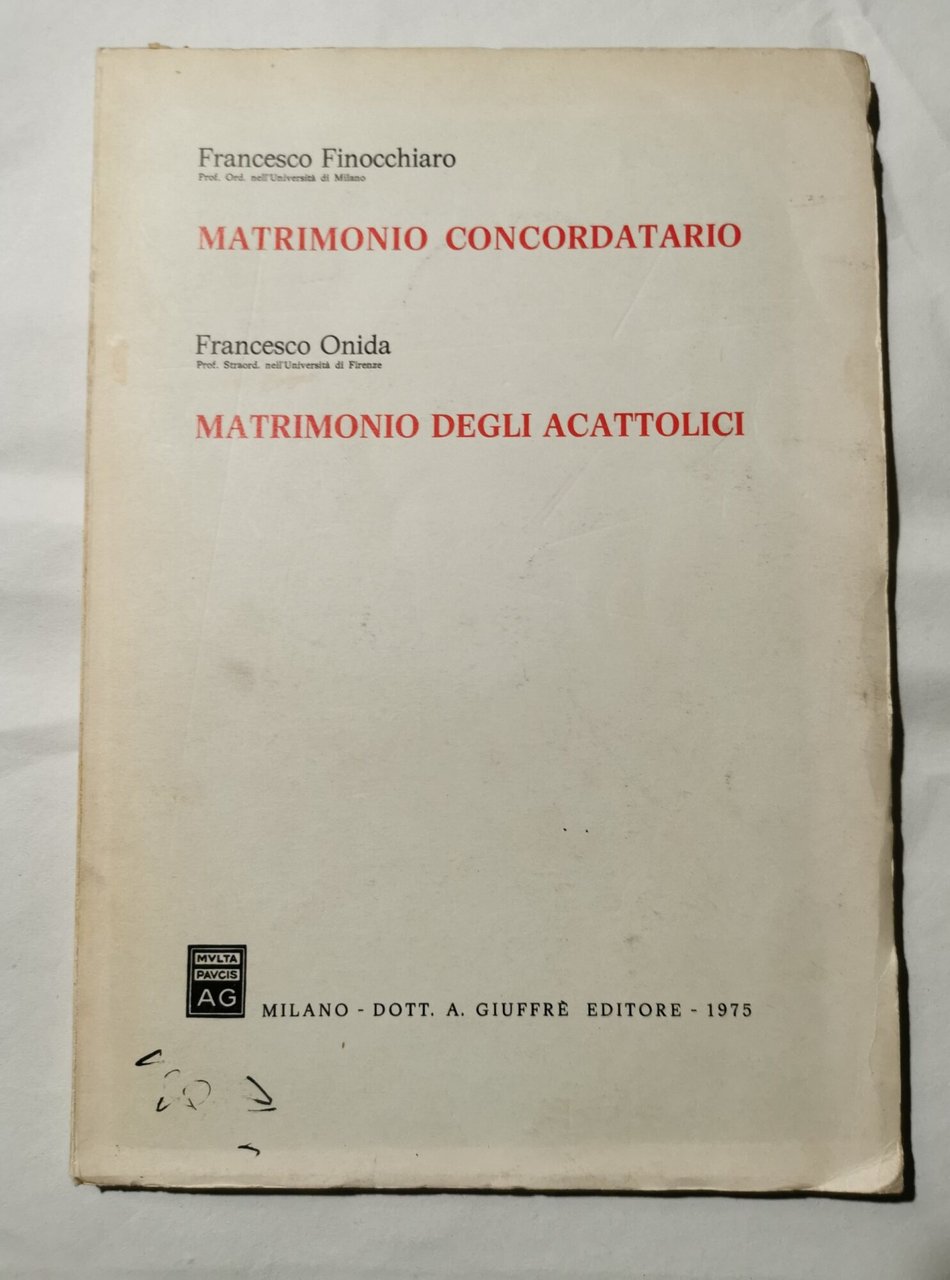 Francesco Finocchiaro
Prof. Ord. nell'Università di Milano
MATRIMONIO CONCORDATARIO
Francesco Onida
Prof. Straord. nell'Università di Firenze
MATRIMONIO DEGLI ACATTOLICI
MVLTA
PAVCIS
AG
MILANO - DOTT. A. GIUFFRÈ EDITORE - 1975